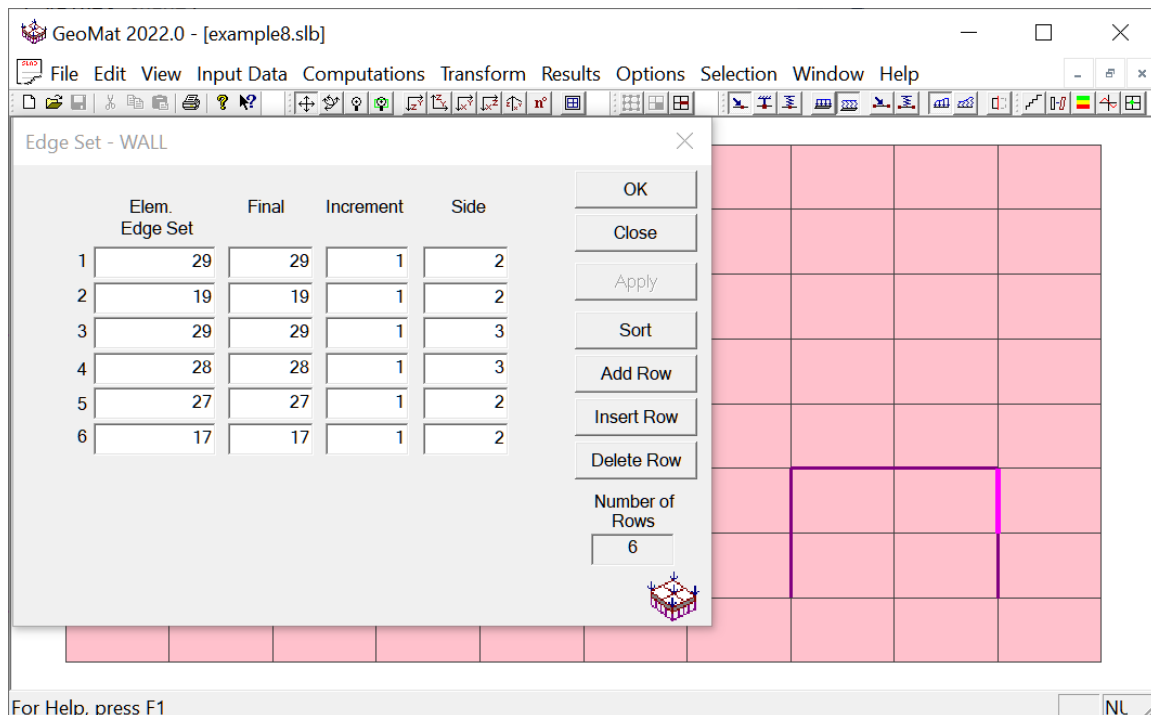 GeoMat 2022.0 - [example8.slb]
File Edit View Input Data Computations Transform Results Options Selection Window Help
Edge Set - WALL
Elem. Final Increment Side
Edge Set
1 29 29 1 2
2 19 19 1 2
3 29 29 1 3
4 28 28 1 3
5 27 27 1 2
6 17 17 1 2
OK
Close
Apply
Sort
Add Row
Insert Row
Delete Row
Number of
Rows
6
For Help, press F1